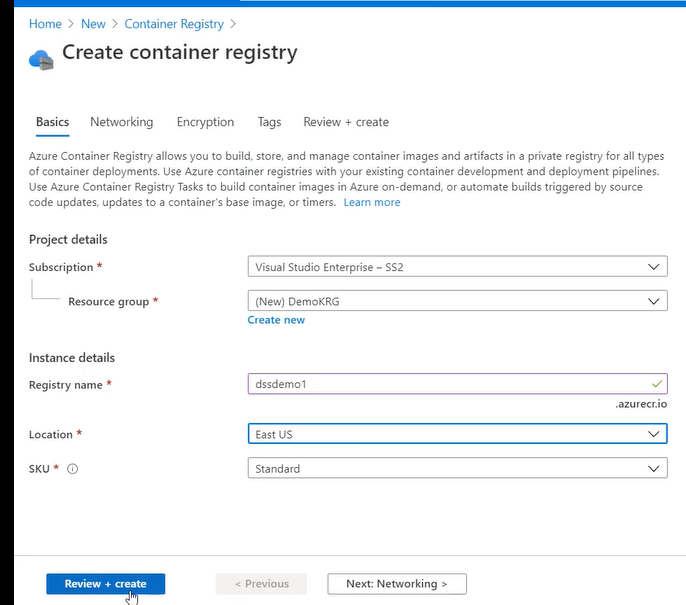 Home > New > Container Registry >
Create container registry
Basics Networking Encryption Tags Review + create
Azure Container Registry allows you to build, store, and manage container images and artifacts in a private registry for all types
of container deployments. Use Azure container registries with your existing container development and deployment pipelines.
Use Azure Container Registry Tasks to build container images in Azure on-demand, or automate builds triggered by source
code updates, updates to a container's base image, or timers. Learn more
Project details
Subscription * Visual Studio Enterprise – SS2
Resource group * (New) DemoKRG
Create new
Instance details
Registry name * dssdemo1
.azurecr.io
Location * East US
SKU * Standard
Review + create < Previous Next: Networking >